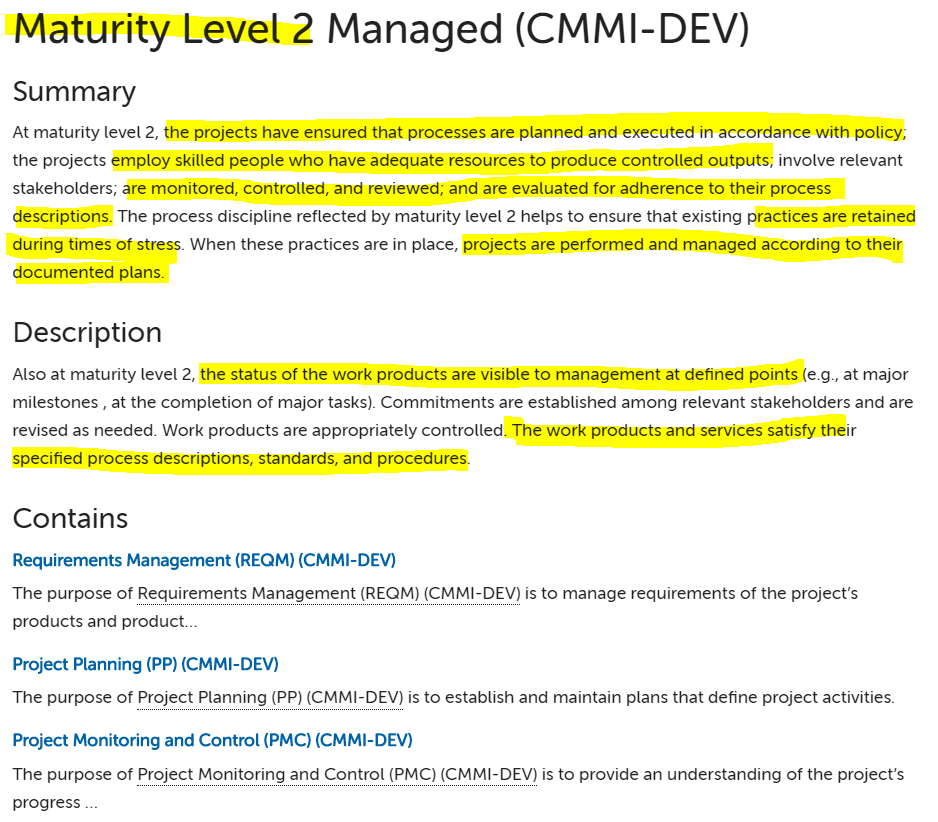 Maturity Level 2 Managed (CMMI-DEV)
Summary
At maturity level 2, the projects have ensured that processes are planned and executed in accordance with policy;
the projects employ skilled people who have adequate resources to produce controlled outputs; involve relevant
stakeholders; are monitored, controlled, and reviewed; and are evaluated for adherence to their process
descriptions. The process discipline reflected by maturity level 2 helps to ensure that existing practices are retained
during times of stress. When these practices are in place, projects are performed and managed according to their
documented plans.
Description
Also at maturity level 2, the status of the work products are visible to management at defined points (e.g., at major
milestones , at the completion of major tasks). Commitments are established among relevant stakeholders and are
revised as needed. Work products are appropriately controlled. The work products and services satisfy their
specified process descriptions, standards, and procedures.
Contains
Requirements Management (REQM) (CMMI-DEV)
The purpose of Requirements Management (REQM) (CMMI-DEV) is to manage requirements of the project's
products and product...
Project Planning (PP) (CMMI-DEV)
The purpose of Project Planning (PP) (CMMI-DEV) is to establish and maintain plans that define project activities.
Project Monitoring and Control (PMC) (CMMI-DEV)
The purpose of Project Monitoring and Control (PMC) (CMMI-DEV) is to provide an understanding of the project's
progress ...